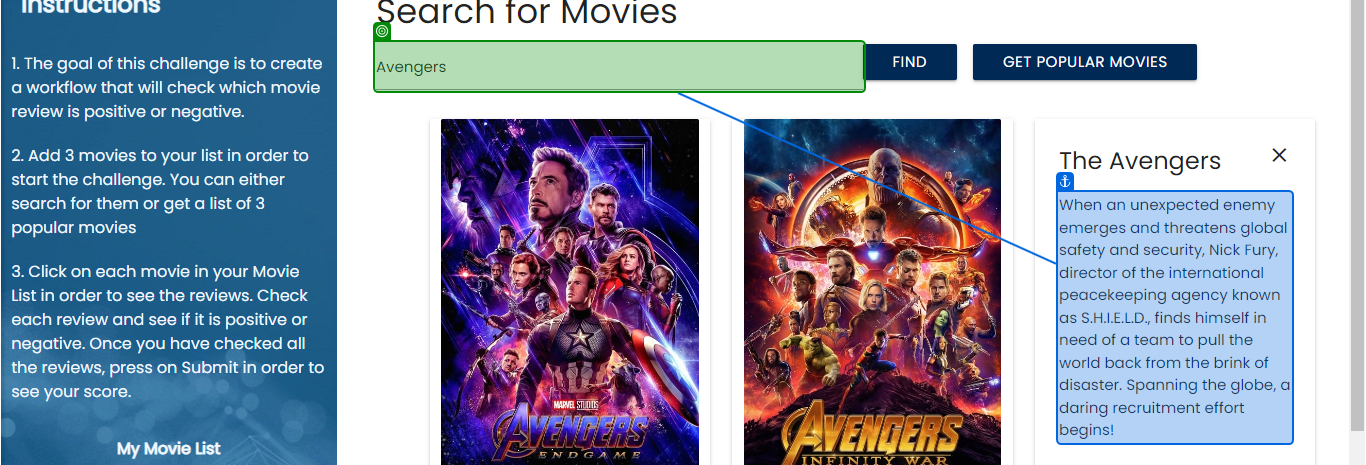 Instructions
1. The goal of this challenge is to create
a workflow that will check which movie
review is positive or negative.
2. Add 3 movies to your list in order to
start the challenge. You can either
search for them or get a list of 3
popular movies
3. Click on each movie in your Movie
List in order to see the reviews. Check
each review and see if it is positive or
negative. Once you have checked all
the reviews, press on Submit in order to
see your score.
My Movie List
Search for Movies
Avengers
FIND
GET POPULAR MOVIES
MARVEL STUDIOS
AVENGERS
ENDGAME
AVENGERS
INFINITY WAR
The Avengers
When an unexpected enemy
emerges and threatens global
safety and security, Nick Fury,
director of the international
peacekeeping agency known
as S.H.I.E.L.D., finds himself in
need of a team to pull the
world back from the brink of
disaster. Spanning the globe, a
daring recruitment effort
begins!